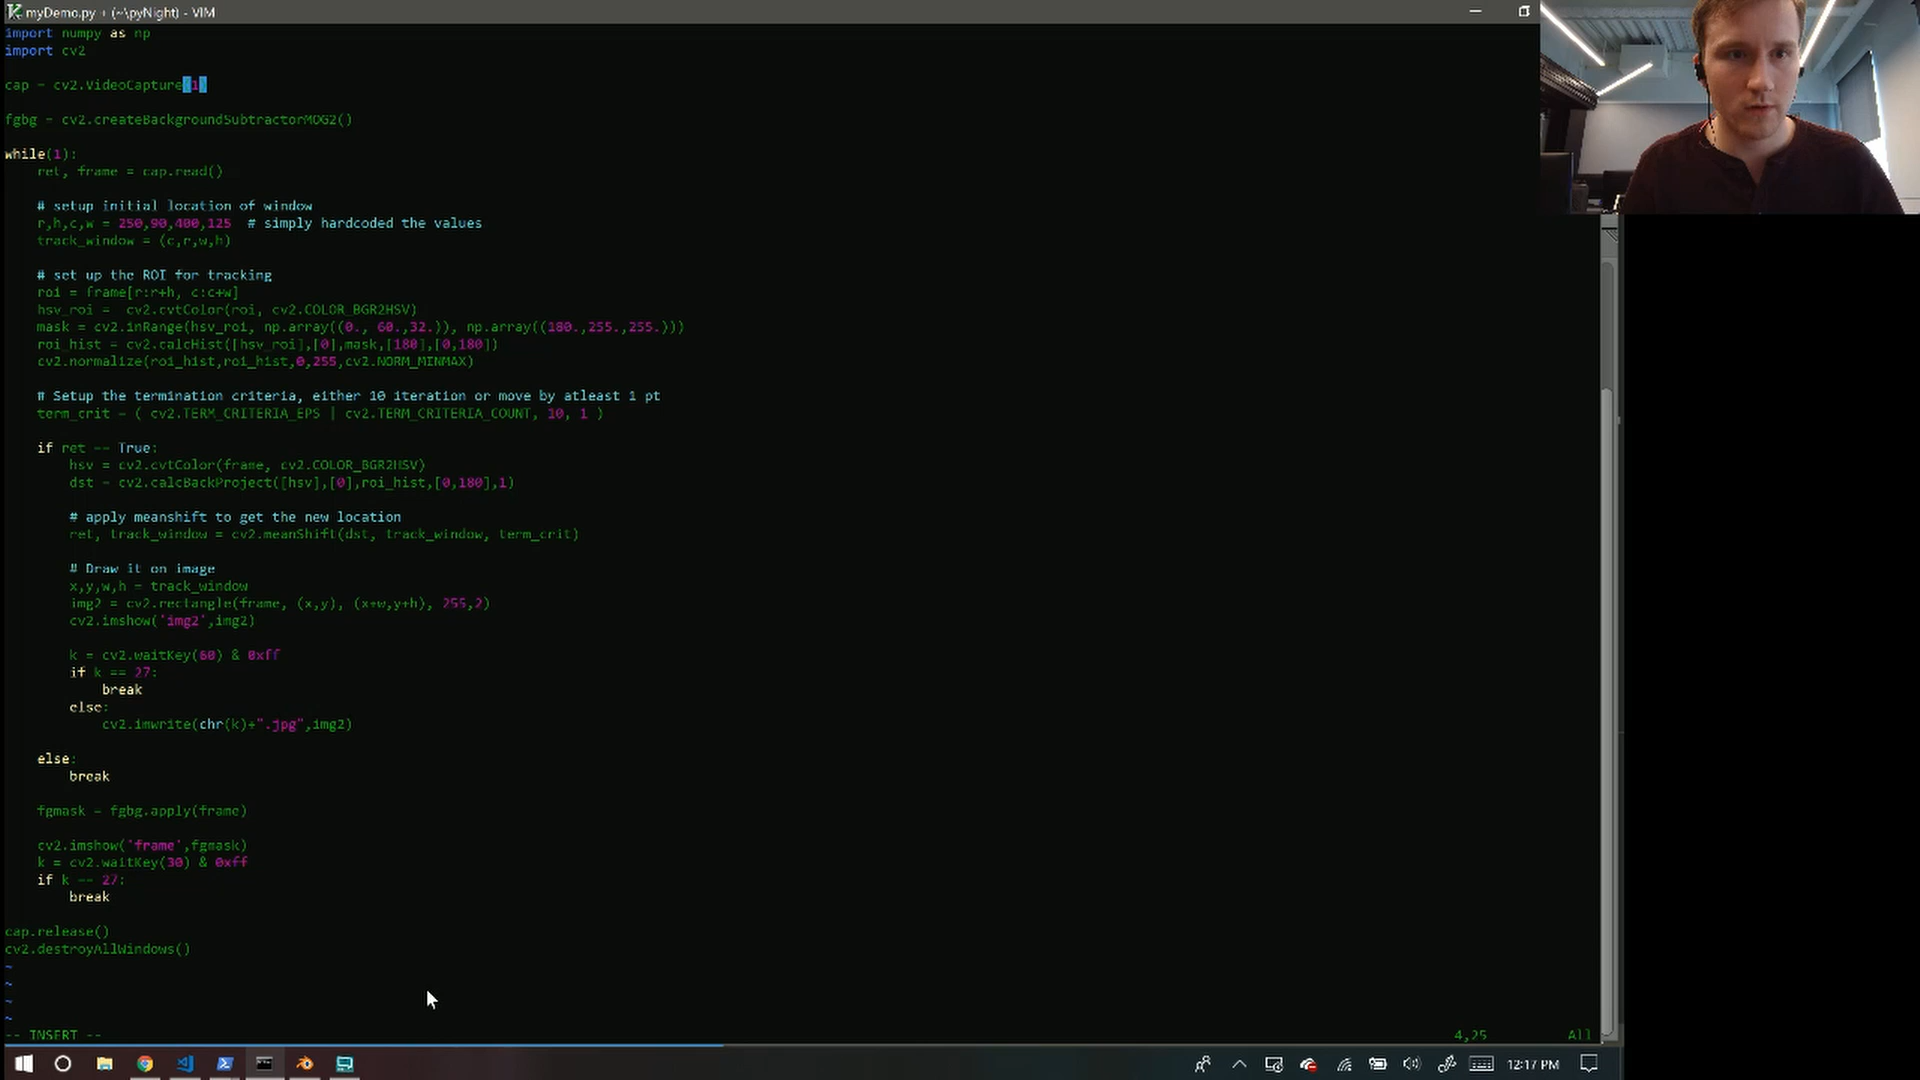 myDemo.py + (~\pyNight) - VIM
import numpy as np
import cv2
cap = cv2.VideoCapture(1)
fgbg = cv2.createBackgroundSubtractorMOG2()
while(1):
ret, frame = cap.read()
# setup initial location of window
r,h,c,w = 250,90,400,125  # simply hardcoded the values
track_window = (c,r,w,h)
# set up the ROI for tracking
roi = frame[r:r+h, c:c+w]
hsv_roi =  cv2.cvtColor(roi, cv2.COLOR_BGR2HSV)
mask = cv2.inRange(hsv_roi, np.array((0., 60.,32.)), np.array((180.,255.,255.)))
roi_hist = cv2.calcHist([hsv_roi],[0],mask,[180],[0,180])
cv2.normalize(roi_hist,roi_hist,0,255,cv2.NORM_MINMAX)
# Setup the termination criteria, either 10 iteration or move by atleast 1 pt
term_crit = ( cv2.TERM_CRITERIA_EPS | cv2.TERM_CRITERIA_COUNT, 10, 1 )
if ret == True:
hsv = cv2.cvtColor(frame, cv2.COLOR_BGR2HSV)
dst = cv2.calcBackProject([hsv],[0],roi_hist,[0,180],1)
# apply meanshift to get the new location
ret, track_window = cv2.meanShift(dst, track_window, term_crit)
# Draw it on image
x,y,w,h = track_window
img2 = cv2.rectangle(frame, (x,y), (x+w,y+h), 255,2)
cv2.imshow('img2',img2)
k = cv2.waitKey(60) & 0xff
if k == 27:
break
else:
cv2.imwrite(chr(k)+".jpg",img2)
else:
break
fgmask = fgbg.apply(frame)
cv2.imshow('frame',fgmask)
k = cv2.waitKey(30) & 0xff
if k == 27:
break
cap.release()
cv2.destroyAllWindows()
~
~
~
~
-- INSERT -- 4,25 All
12:17 PM